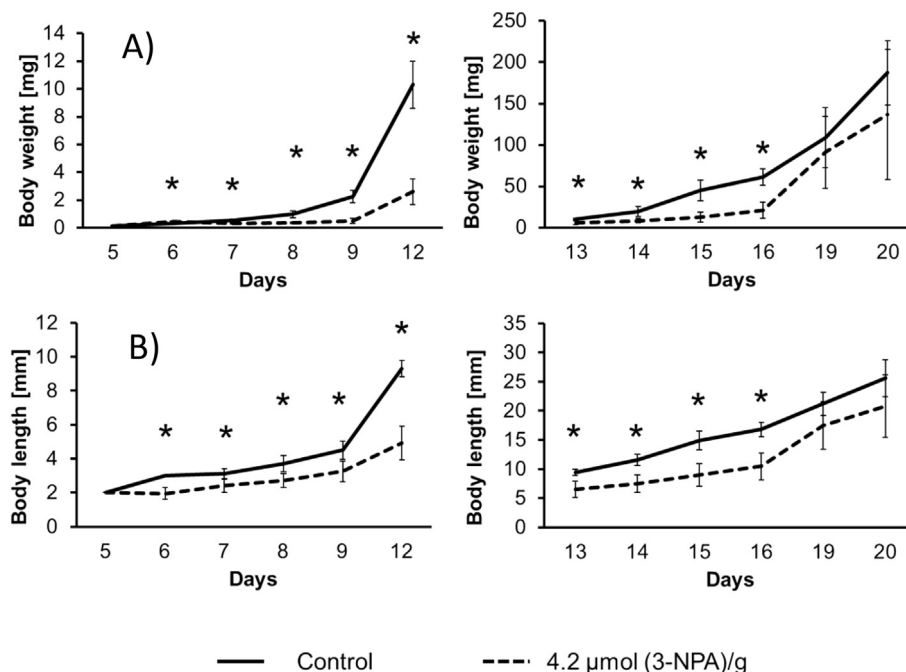 A)
Body weight [mg]
14
12
10
8
6
4
2
0
* * * * *
5 6 7 8 9 12
Days
Body weight [mg]
250
200
150
100
50
0
* * * *
13 14 15 16 19 20
Days
B)
Body length [mm]
12
10
8
6
4
2
0
* * * * *
5 6 7 8 9 12
Days
Body length [mm]
35
30
25
20
15
10
5
0
* * * *
13 14 15 16 19 20
Days
Control 4.2 µmol (3-NPA)/g